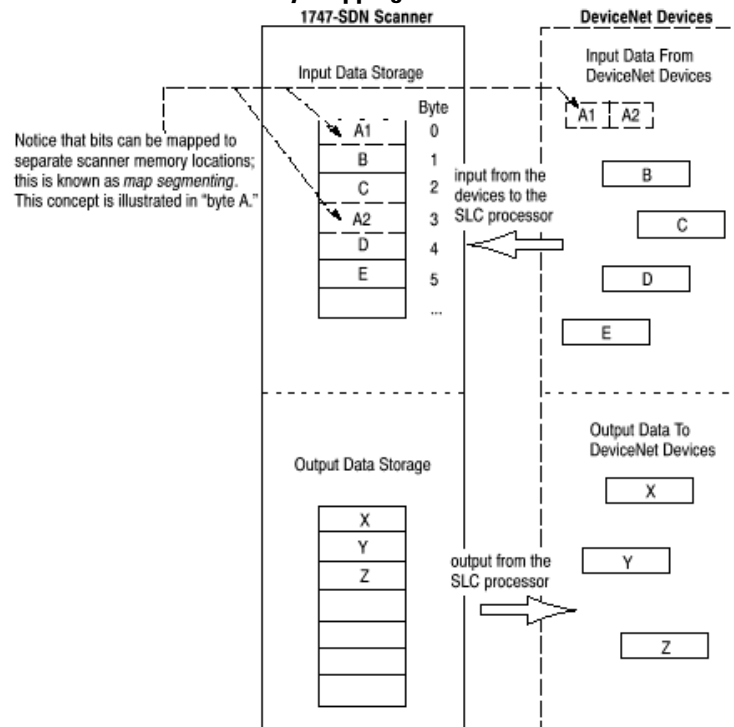 1747-SDN Scanner
DeviceNet Devices
Input Data Storage
Input Data From
DeviceNet Devices
Byte
A1 0
B 1
C 2
A2 3
D 4
E 5
...
A1 A2
B
C
D
E
Notice that bits can be mapped to
separate scanner memory locations;
this is known as map segmenting.
This concept is illustrated in “byte A.”
input from the
devices to the
SLC processor
Output Data Storage
X
Y
Z
output from the
SLC processor
Output Data To
DeviceNet Devices
X
Y
Z